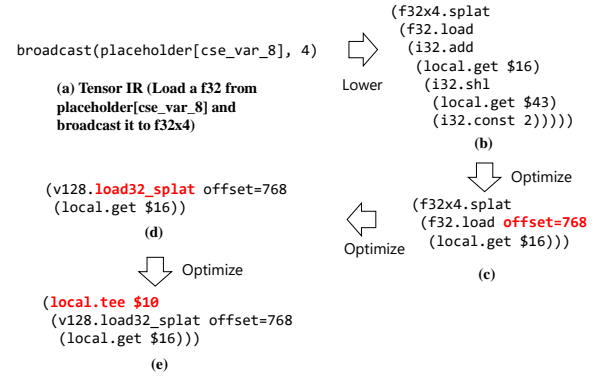 broadcast(placeholder[cse_var_8], 4)
(a) Tensor IR (Load a f32 from
placeholder[cse_var_8] and
broadcast it to f32x4)
Lower
(f32x4.splat
(f32.load
(i32.add
(local.get $16)
(i32.shl
(local.get $43)
(i32.const 2)))))
(b)
Optimize
(f32x4.splat
(f32.load offset=768
(local.get $16)))
(c)
Optimize
(v128.load32_splat offset=768
(local.get $16))
(d)
Optimize
(local.tee $10
(v128.load32_splat offset=768
(local.get $16)))
(e)